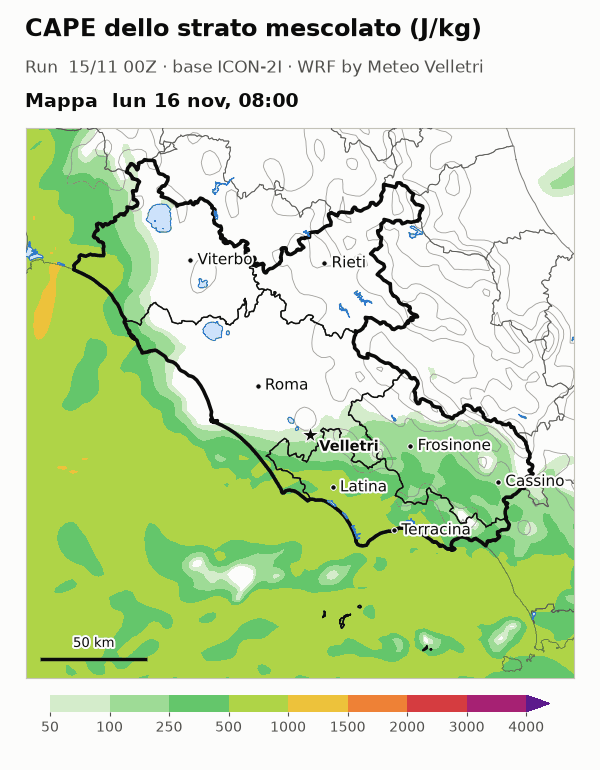 CAPE dello strato mescolato (J/kg)
Run  15/11 00Z · base ICON-2I · WRF by Meteo Velletri
Mappa  lun 16 nov, 08:00
Viterbo
Rieti
Roma
Velletri
Frosinone
Cassino
Latina
Terracina
50 km
50 100 250 500 1000 1500 2000 3000 4000